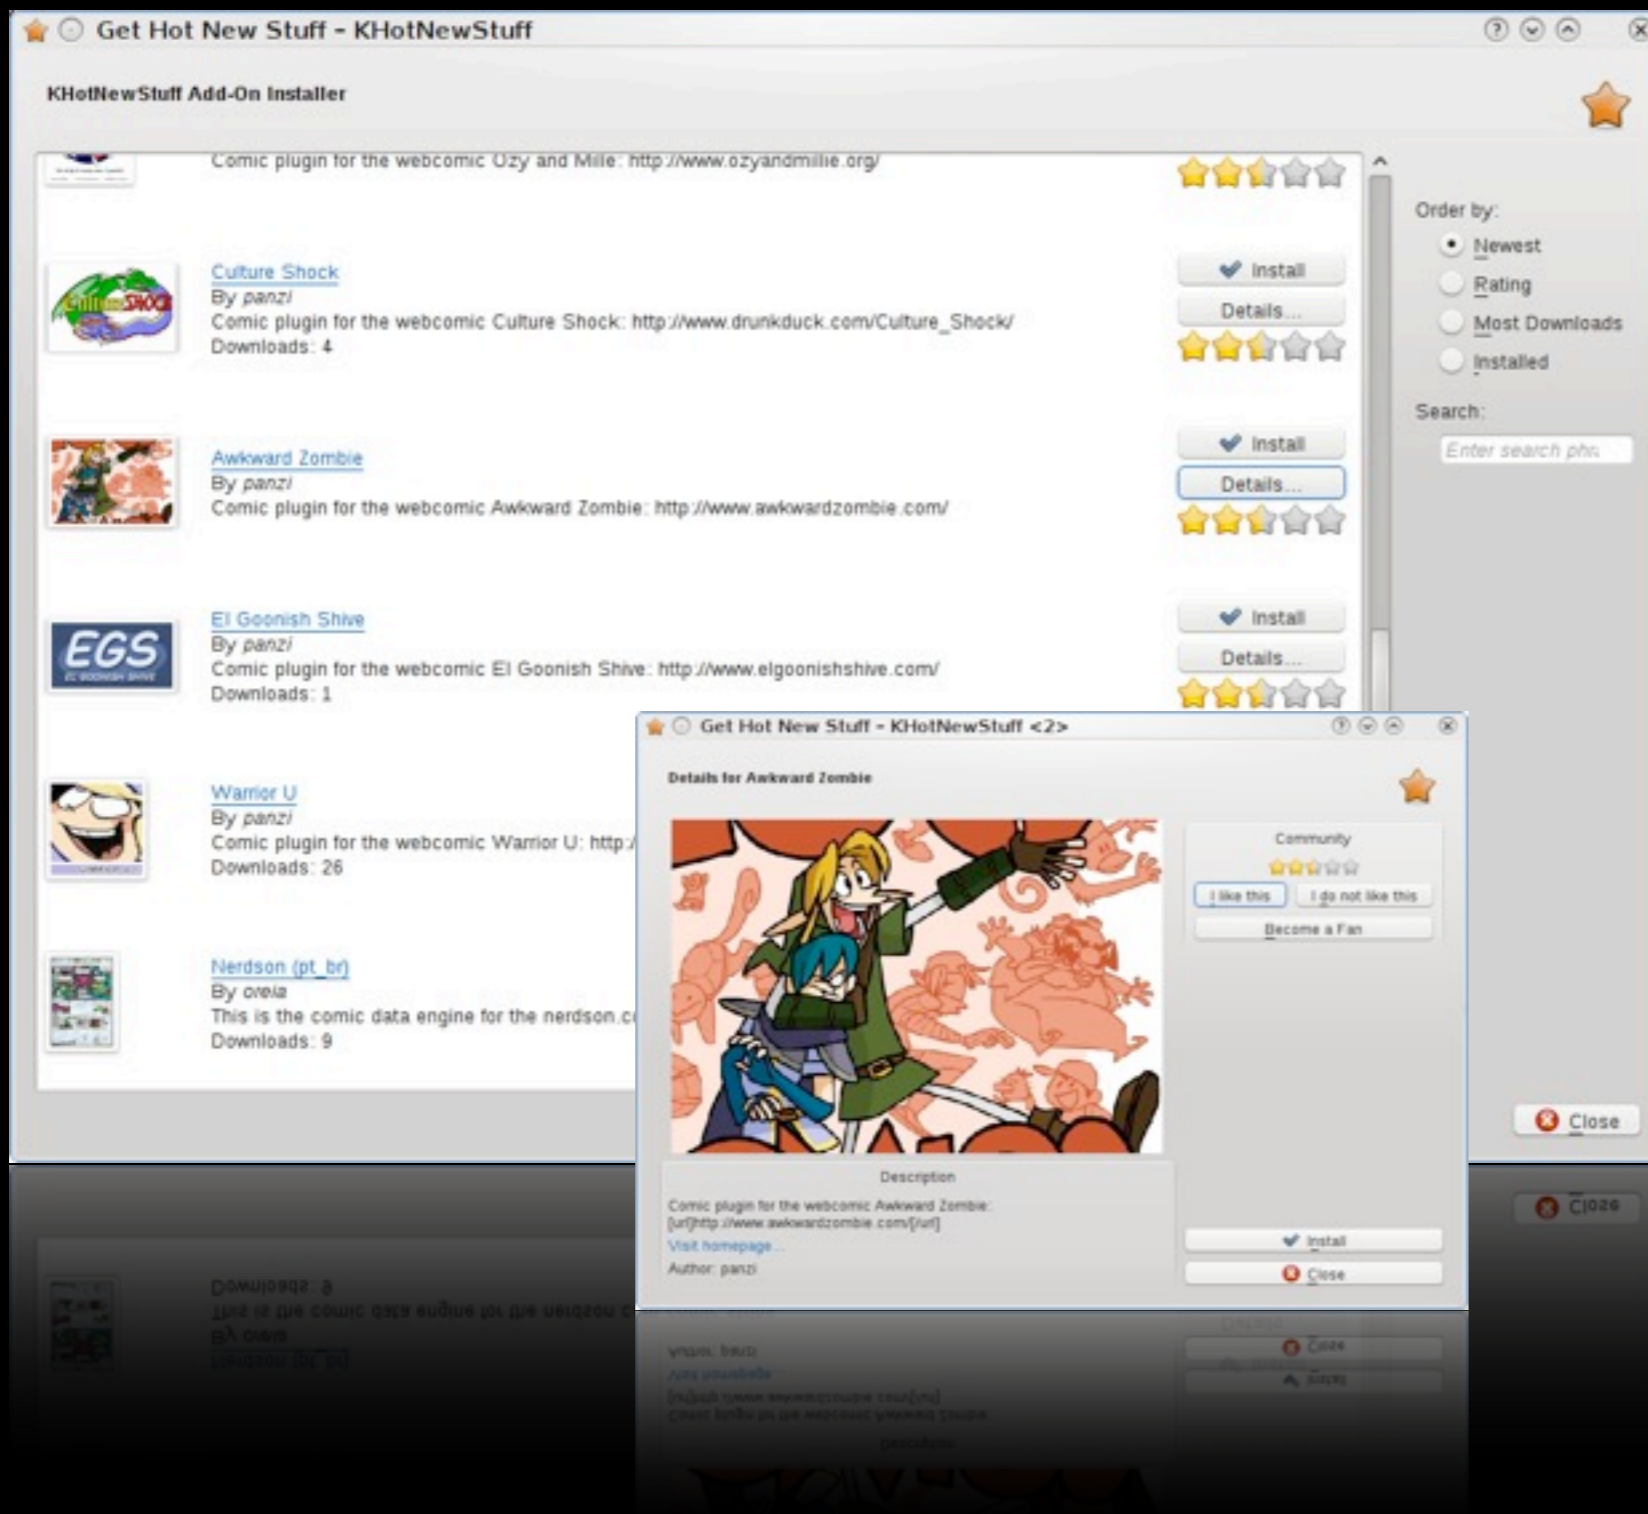 Get Hot New Stuff - KHotNewStuff
KHotNewStuff Add-On Installer
Comic plugin for the webcomic Ozy and Mille: http://www.ozyandmillie.org/
Culture Shock
By panzi
Comic plugin for the webcomic Culture Shock: http://www.drunkduck.com/Culture_Shock/
Downloads: 4
Install
Details...
CultureSHOCK
Awkward Zombie
By panzi
Comic plugin for the webcomic Awkward Zombie: http://www.awkwardzombie.com/
Install
Details...
EGS
EL GOONISH SHIVE
El Goonish Shive
By panzi
Comic plugin for the webcomic El Goonish Shive: http://www.elgoonishshive.com/
Downloads: 1
Install
Details...
Warrior U
By panzi
Comic plugin for the webcomic Warrior U: http:/
Downloads: 26
Nerdson (pt_br)
By oreia
This is the comic data engine for the nerdson.c
Downloads: 9
Order by:
Newest
Rating
Most Downloads
Installed
Search:
Enter search phr
Close
Get Hot New Stuff - KHotNewStuff <2>
Details for Awkward Zombie
Community
I like this
I do not like this
Become a Fan
Description
Comic plugin for the webcomic Awkward Zombie:
[url]http://www.awkwardzombie.com/[/url]
Visit homepage...
Author: panzi
Install
Close